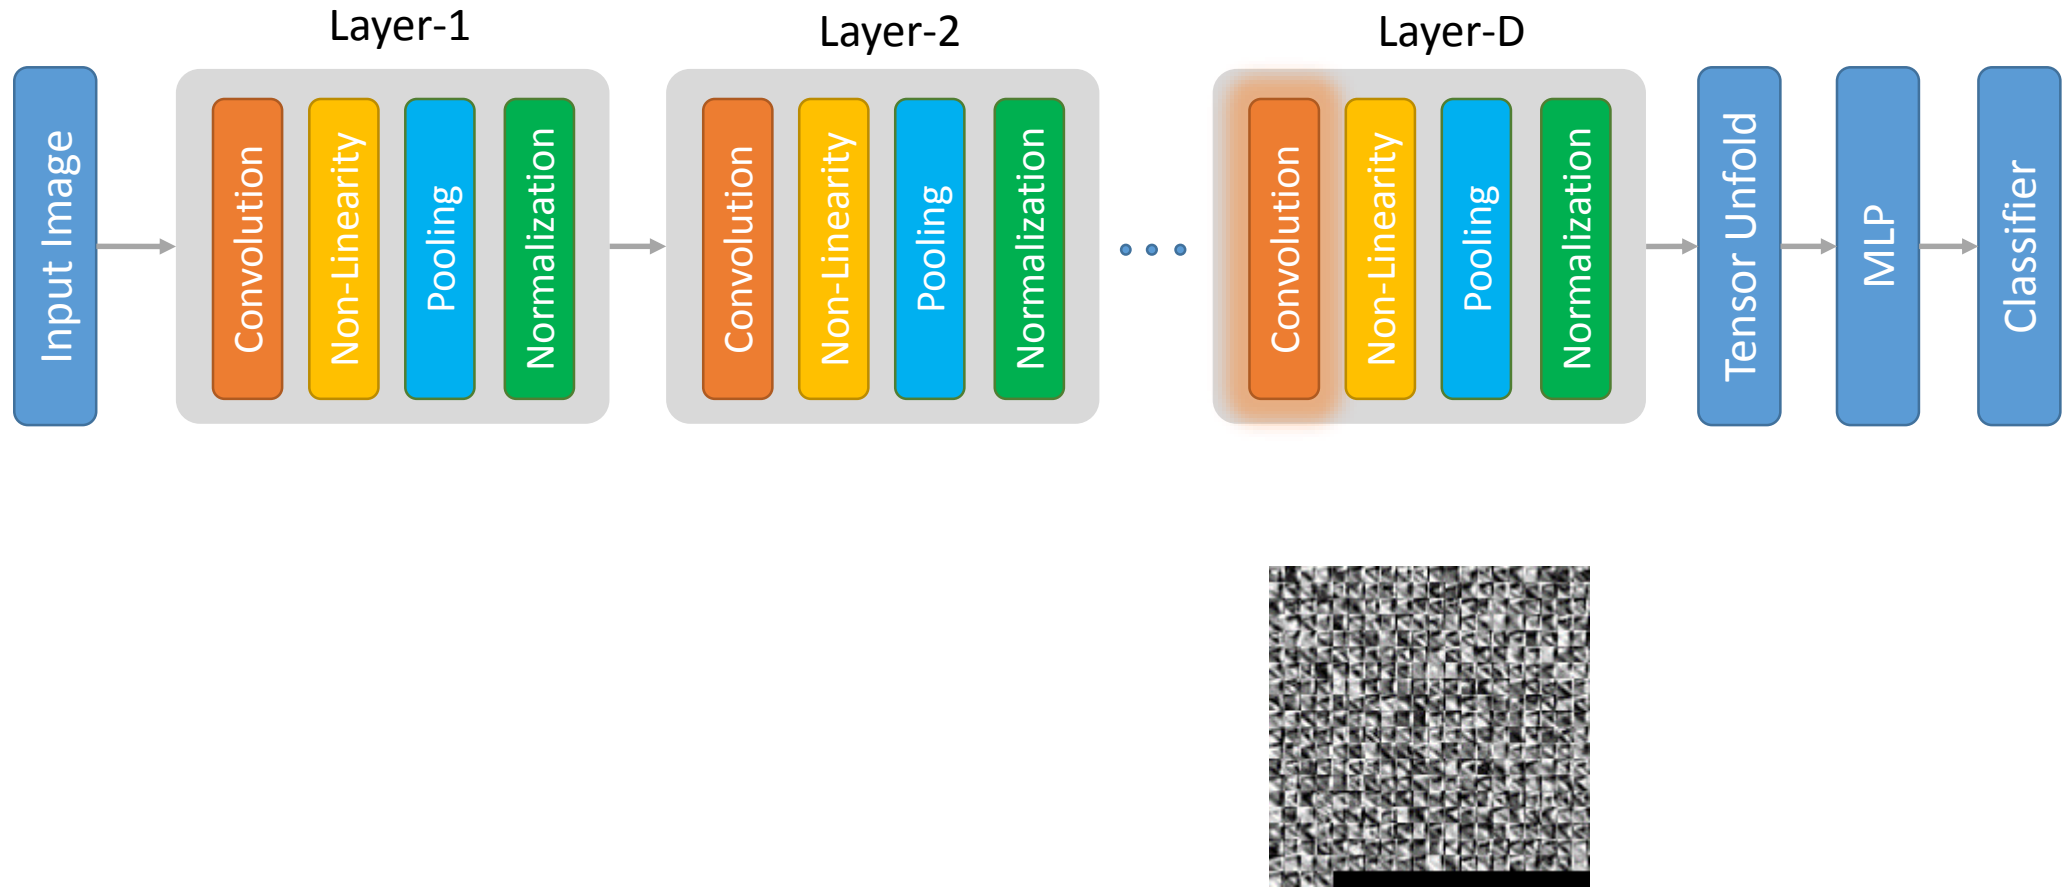 Layer-1
Layer-2
Layer-D
Input Image
Convolution
Non-Linearity
Pooling
Normalization
Convolution
Non-Linearity
Pooling
Normalization
Convolution
Non-Linearity
Pooling
Normalization
Tensor Unfold
MLP
Classifier